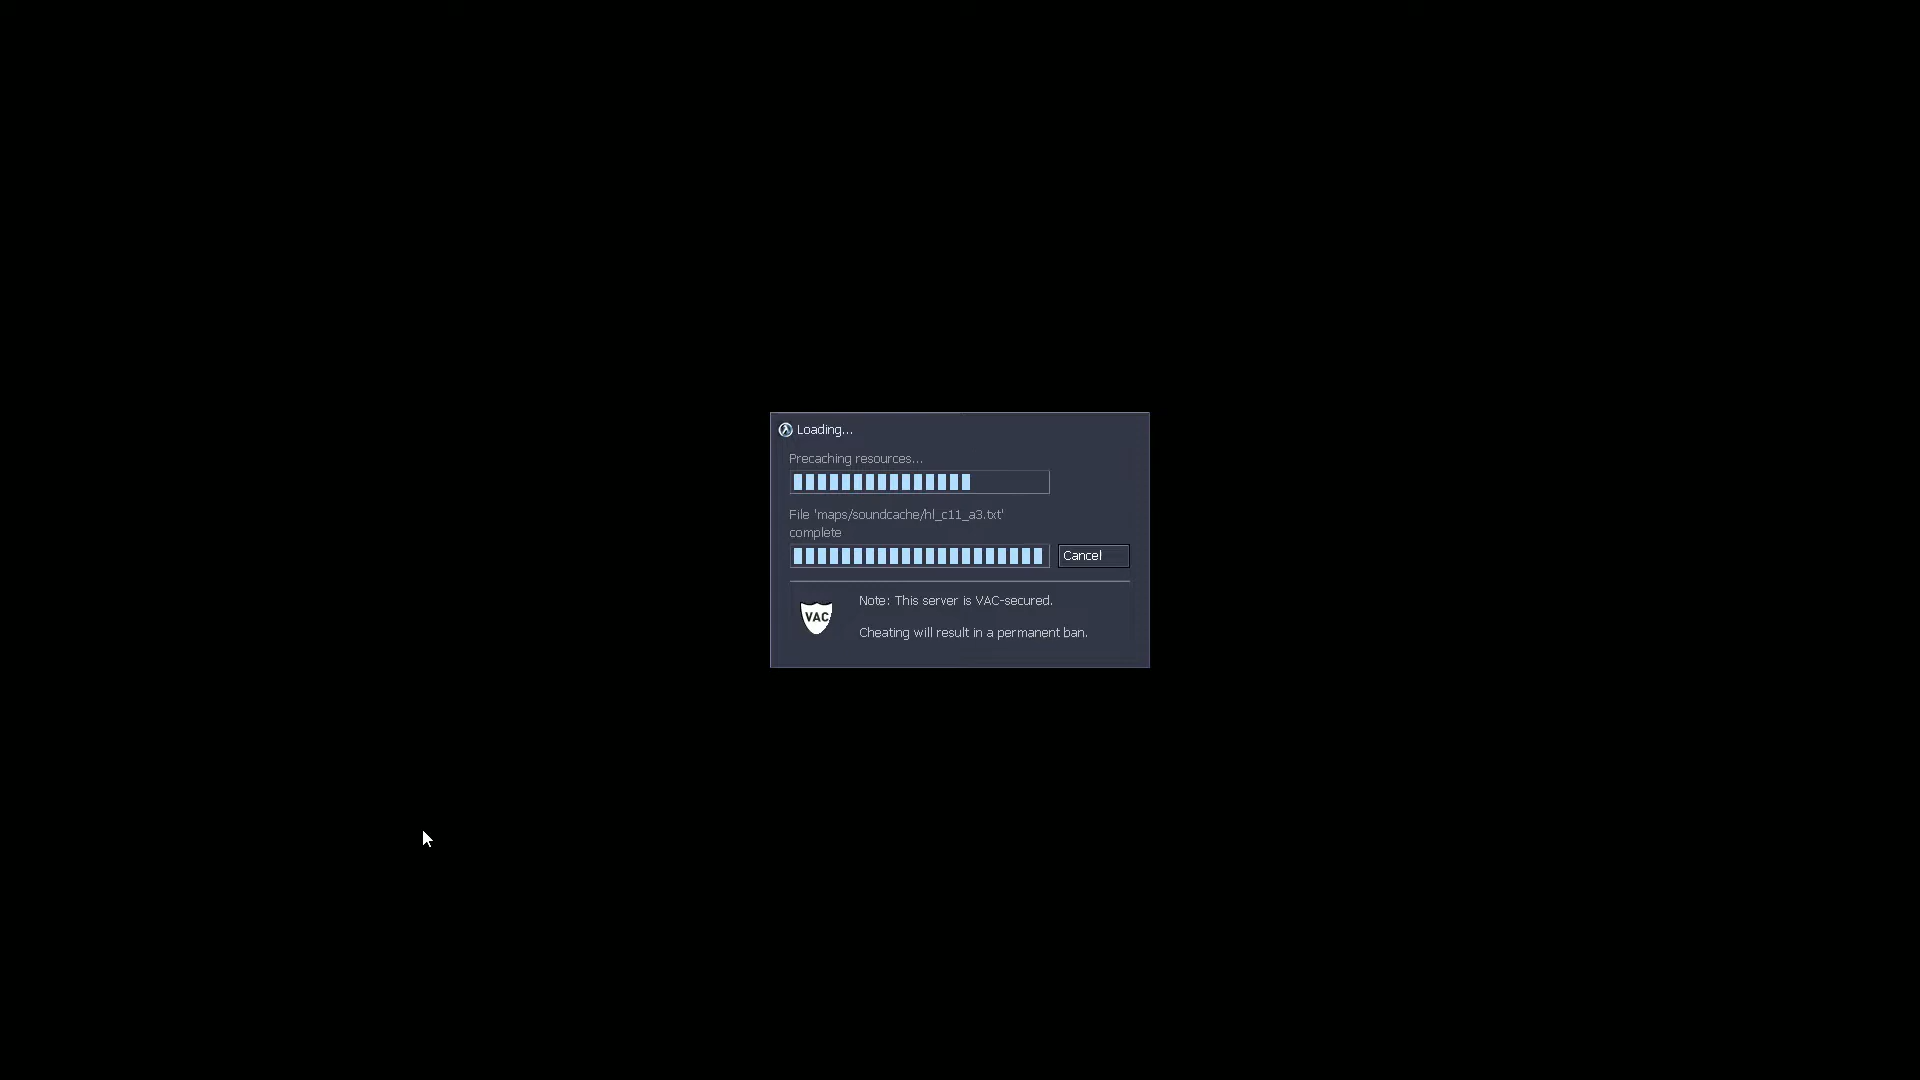 Loading...
Precaching resources...
File 'maps/soundcache/hl_c11_a3.txt'
complete
Cancel
VAC
Note: This server is VAC-secured.
Cheating will result in a permanent ban.